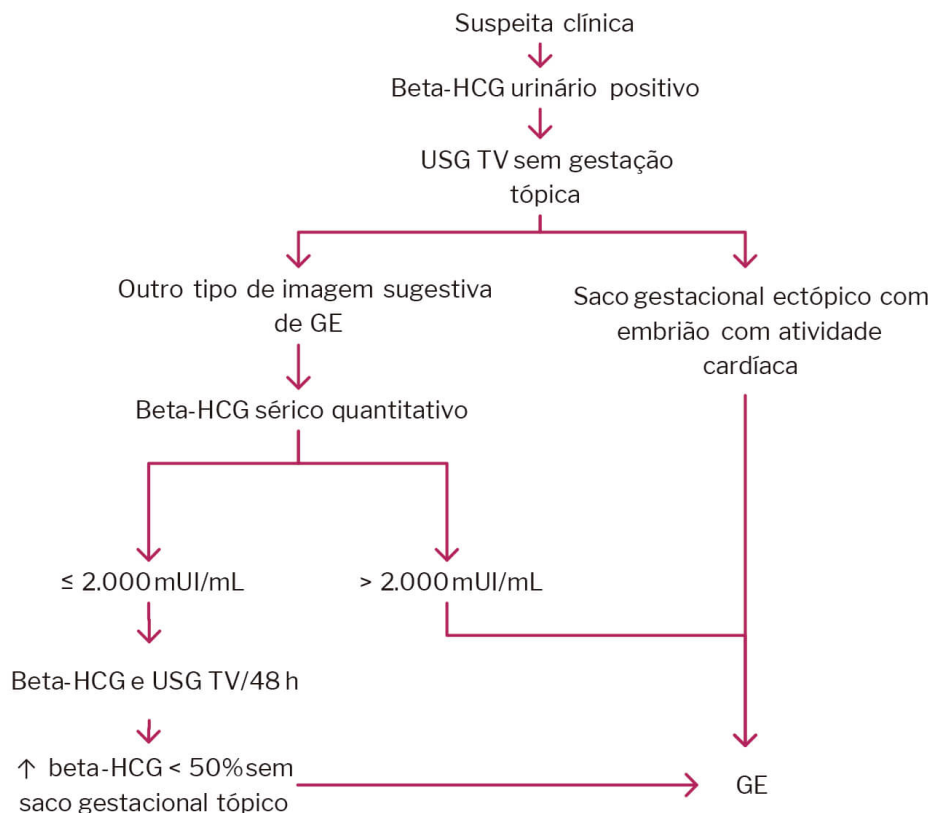 Suspeita clínica
Beta-HCG urinário positivo
USG TV sem gestação
tópica
Outro tipo de imagem sugestiva
de GE
Saco gestacional ectópico com
embrião com atividade
cardíaca
Beta-HCG sérico quantitativo
≤ 2.000 mUI/mL
> 2.000 mUI/mL
Beta-HCG e USG TV/48 h
↑ beta-HCG < 50% sem
saco gestacional tópico
GE